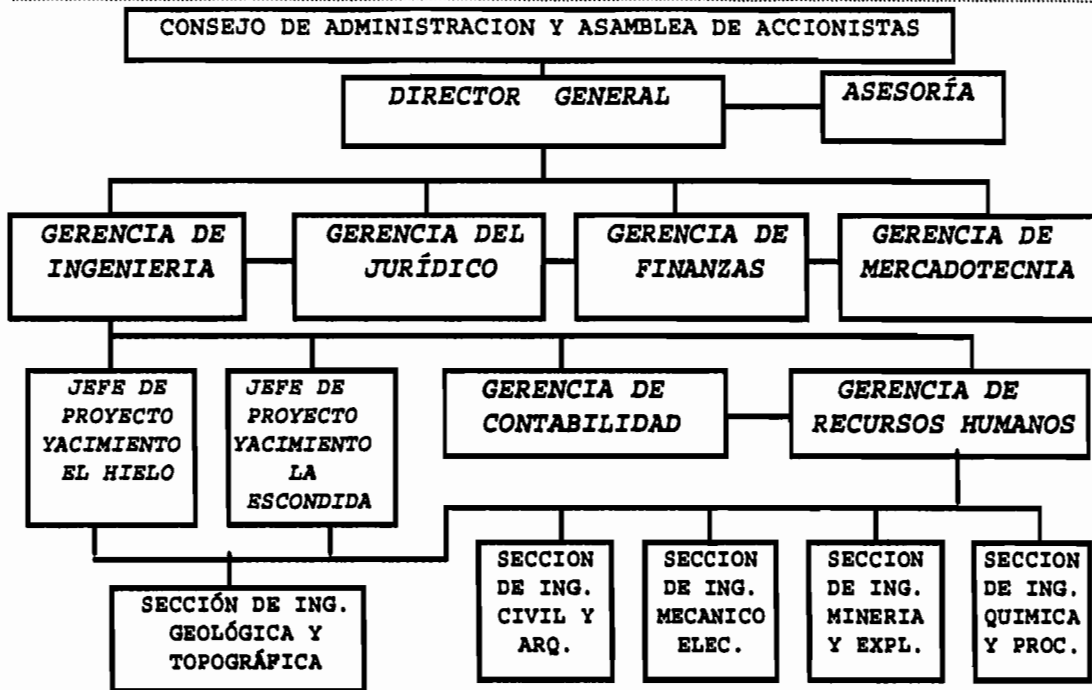 CONSEJO DE ADMINISTRACION Y ASAMBLEA DE ACCIONISTAS
DIRECTOR GENERAL
ASESORÍA
GERENCIA DE
INGENIERIA
GERENCIA DEL
JURÍDICO
GERENCIA DE
FINANZAS
GERENCIA DE
MERCADOTECNIA
JEFE DE
PROYECTO
YACIMIENTO
EL HIELO
JEFE DE
PROYECTO
YACIMIENTO
LA
ESCONDIDA
GERENCIA DE
CONTABILIDAD
GERENCIA DE
RECURSOS HUMANOS
SECCIÓN DE ING.
GEOLÓGICA Y
TOPOGRÁFICA
SECCION
DE ING.
CIVIL Y
ARQ.
SECCION
DE ING.
MECANICO
ELEC.
SECCION
DE ING.
MINERIA
Y EXPL.
SECCION
DE ING.
QUIMICA
Y PROC.